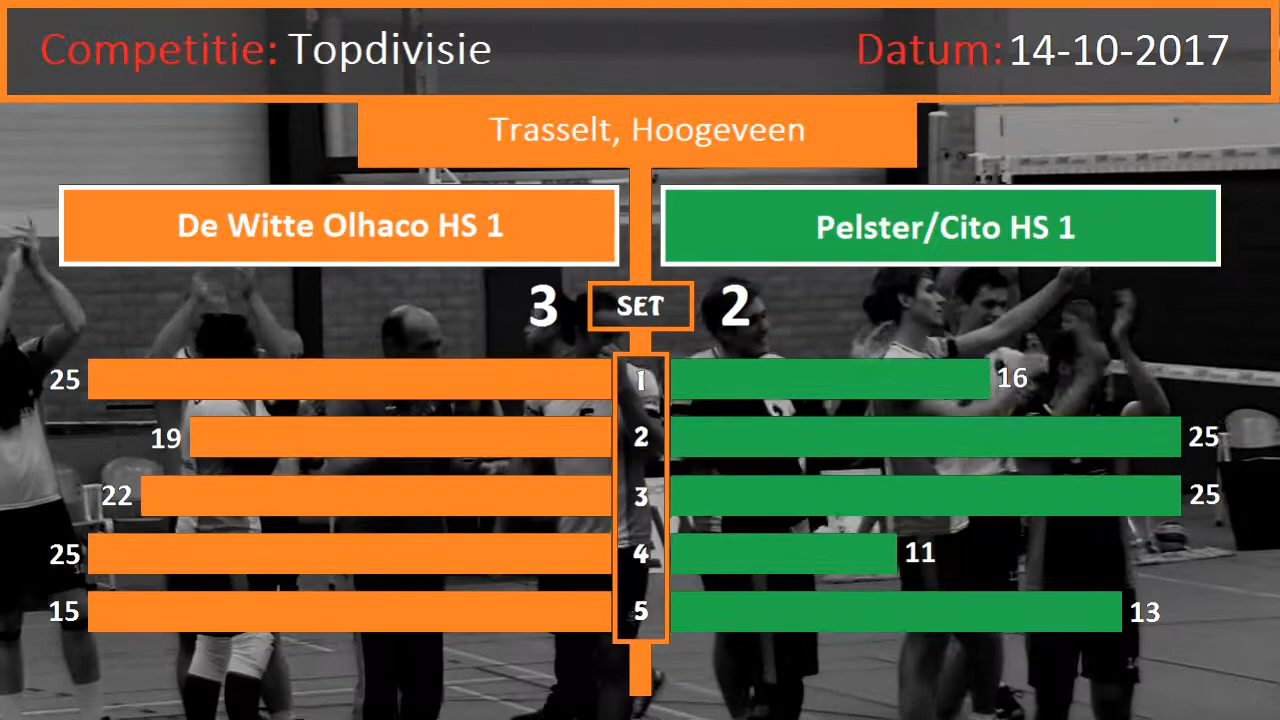 Competitie: Topdivisie
Datum: 14-10-2017
Trasselt, Hoogeveen
De Witte Olhaco HS 1
Pelster/Cito HS 1
3 SET 2
25 1 16
19 2 25
22 3 25
25 4 11
15 5 13